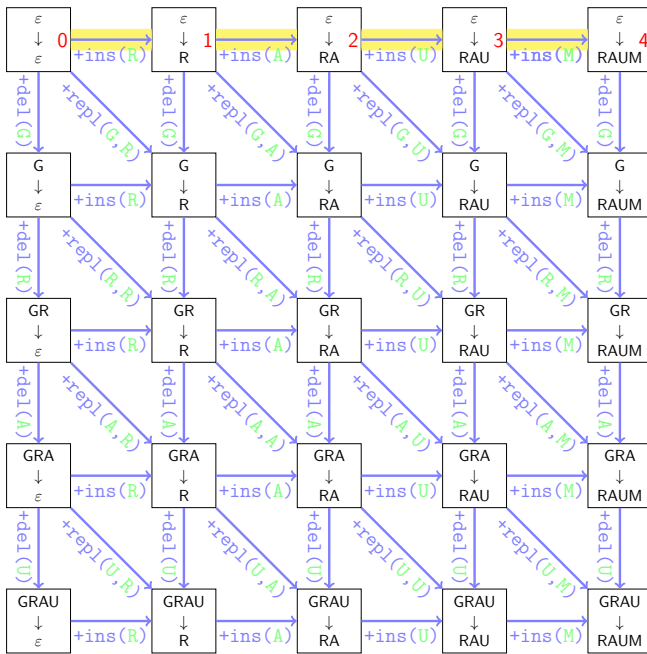 ε ε ε ε ε
↓ 0 ↓ 1 ↓ 2 ↓ 3 ↓ 4
ε R RA RAU RAUM
+ins(R) +ins(A) +ins(U) +ins(M)
+del(G) +repl(G,R) +del(G) +repl(G,A) +del(G) +repl(G,U) +del(G) +repl(G,M) +del(G)
G G G G G
↓ ↓ ↓ ↓ ↓
ε R RA RAU RAUM
+ins(R) +ins(A) +ins(U) +ins(M)
+del(R) +repl(R,R) +del(R) +repl(R,A) +del(R) +repl(R,U) +del(R) +repl(R,M) +del(R)
GR GR GR GR GR
↓ ↓ ↓ ↓ ↓
ε R RA RAU RAUM
+ins(R) +ins(A) +ins(U) +ins(M)
+del(A) +repl(A,R) +del(A) +repl(A,A) +del(A) +repl(A,U) +del(A) +repl(A,M) +del(A)
GRA GRA GRA GRA GRA
↓ ↓ ↓ ↓ ↓
ε R RA RAU RAUM
+ins(R) +ins(A) +ins(U) +ins(M)
+del(U) +repl(U,R) +del(U) +repl(U,A) +del(U) +repl(U,U) +del(U) +repl(U,M) +del(U)
GRAU GRAU GRAU GRAU GRAU
↓ ↓ ↓ ↓ ↓
ε R RA RAU RAUM
+ins(R) +ins(A) +ins(U) +ins(M)